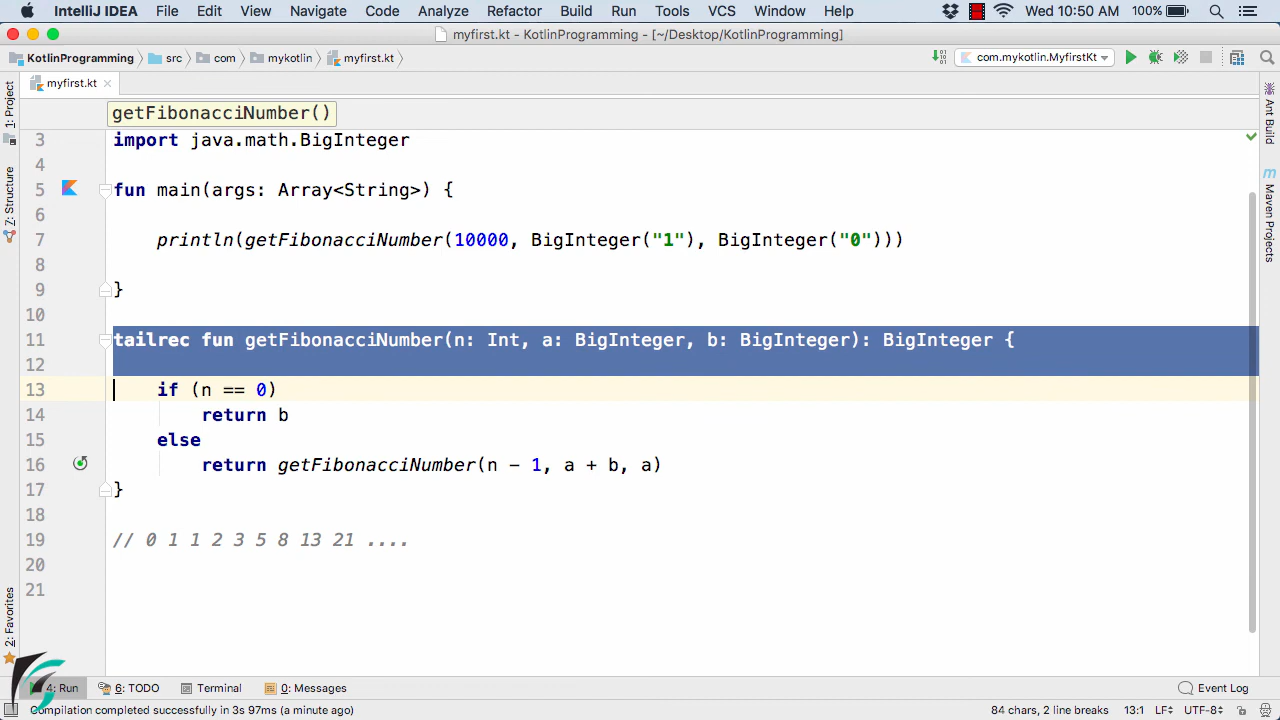 IntelliJ IDEA File Edit View Navigate Code Analyze Refactor Build Run Tools VCS Window Help Wed 10:50 AM 100%
myfirst.kt - KotlinProgramming - [~/Desktop/KotlinProgramming]
KotlinProgramming src com mykotlin myfirst.kt com.mykotlin.MyfirstKt
myfirst.kt
getFibonacciNumber()
3 import java.math.BigInteger
4
5 fun main(args: Array<String>) {
6
7 println(getFibonacciNumber(10000, BigInteger("1"), BigInteger("0")))
8
9 }
10
11 tailrec fun getFibonacciNumber(n: Int, a: BigInteger, b: BigInteger): BigInteger {
12
13 if (n == 0)
14 return b
15 else
16 return getFibonacciNumber(n - 1, a + b, a)
17 }
18
19 // 0 1 1 2 3 5 8 13 21 ....
20
21
1: Project
7: Structure
2: Favorites
Ant Build
Maven Projects
4: Run 6: TODO Terminal 0: Messages Event Log
Compilation completed successfully in 3s 97ms (a minute ago) 84 chars, 2 line breaks 13:1 LF UTF-8